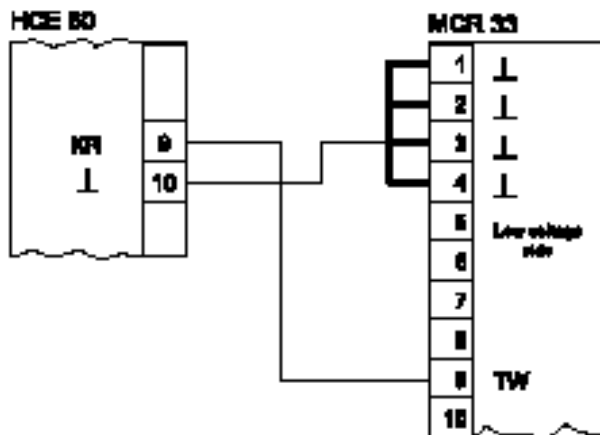 HCE 60
MCR 33
1 ⊥
2 ⊥
KR 9
3 ⊥
⊥ 10
4 ⊥
5
Low voltage
side
6
7
8
9 TW
10